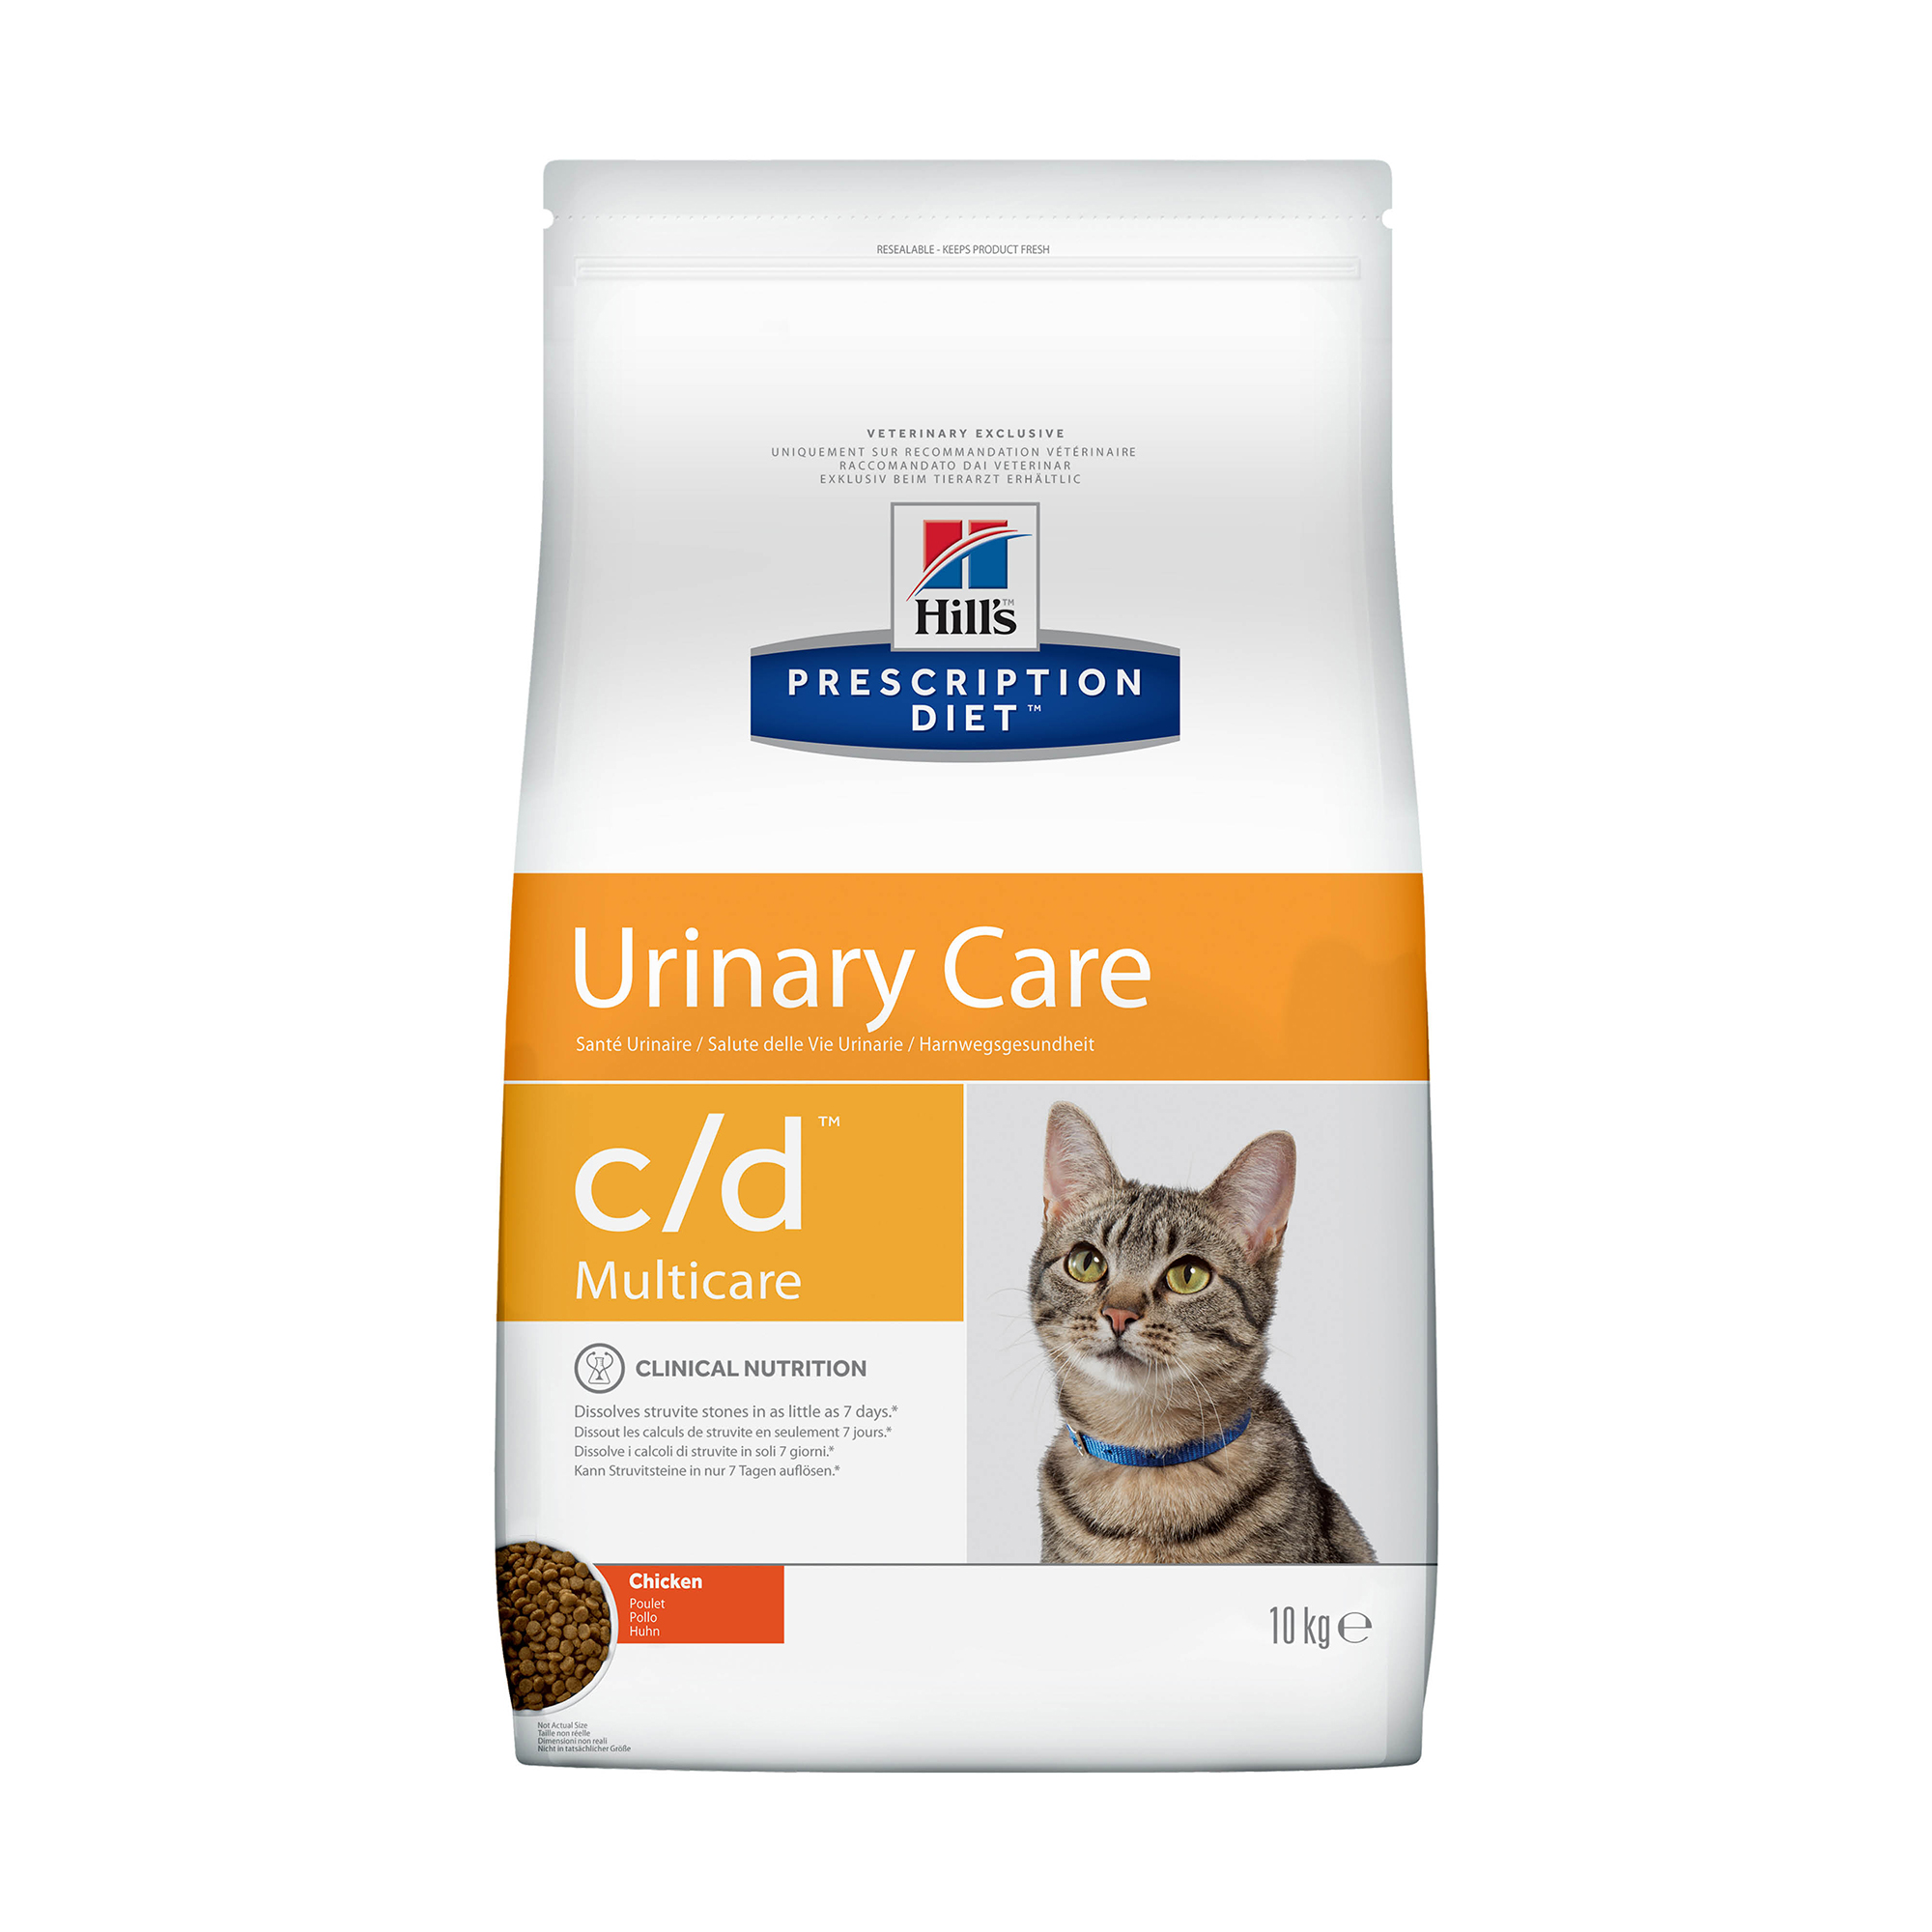 RESEALABLE - KEEPS PRODUCT FRESH
VETERINARY EXCLUSIVE
UNIQUEMENT SUR RECOMMANDATION VÉTÉRINAIRE
RACCOMANDATO DAI VETERINAR
EXKLUSIV BEIM TIERARZT ERHÄLTLIC
Hill's™
PRESCRIPTION
DIET™
Urinary Care
Santé Urinaire / Salute delle Vie Urinarie / Harnwegsgesundheit
c/d™
Multicare
CLINICAL NUTRITION
Dissolves struvite stones in as little as 7 days.*
Dissout les calculs de struvite en seulement 7 jours.*
Dissolve i calcoli di struvite in soli 7 giorni.*
Kann Struvitsteine in nur 7 Tagen auflösen.*
Chicken
Poulet
Pollo
Huhn
10 kg ℮
Not Actual Size
Taille non réelle
Dimensioni non reali
Nicht in tatsächlicher Größe